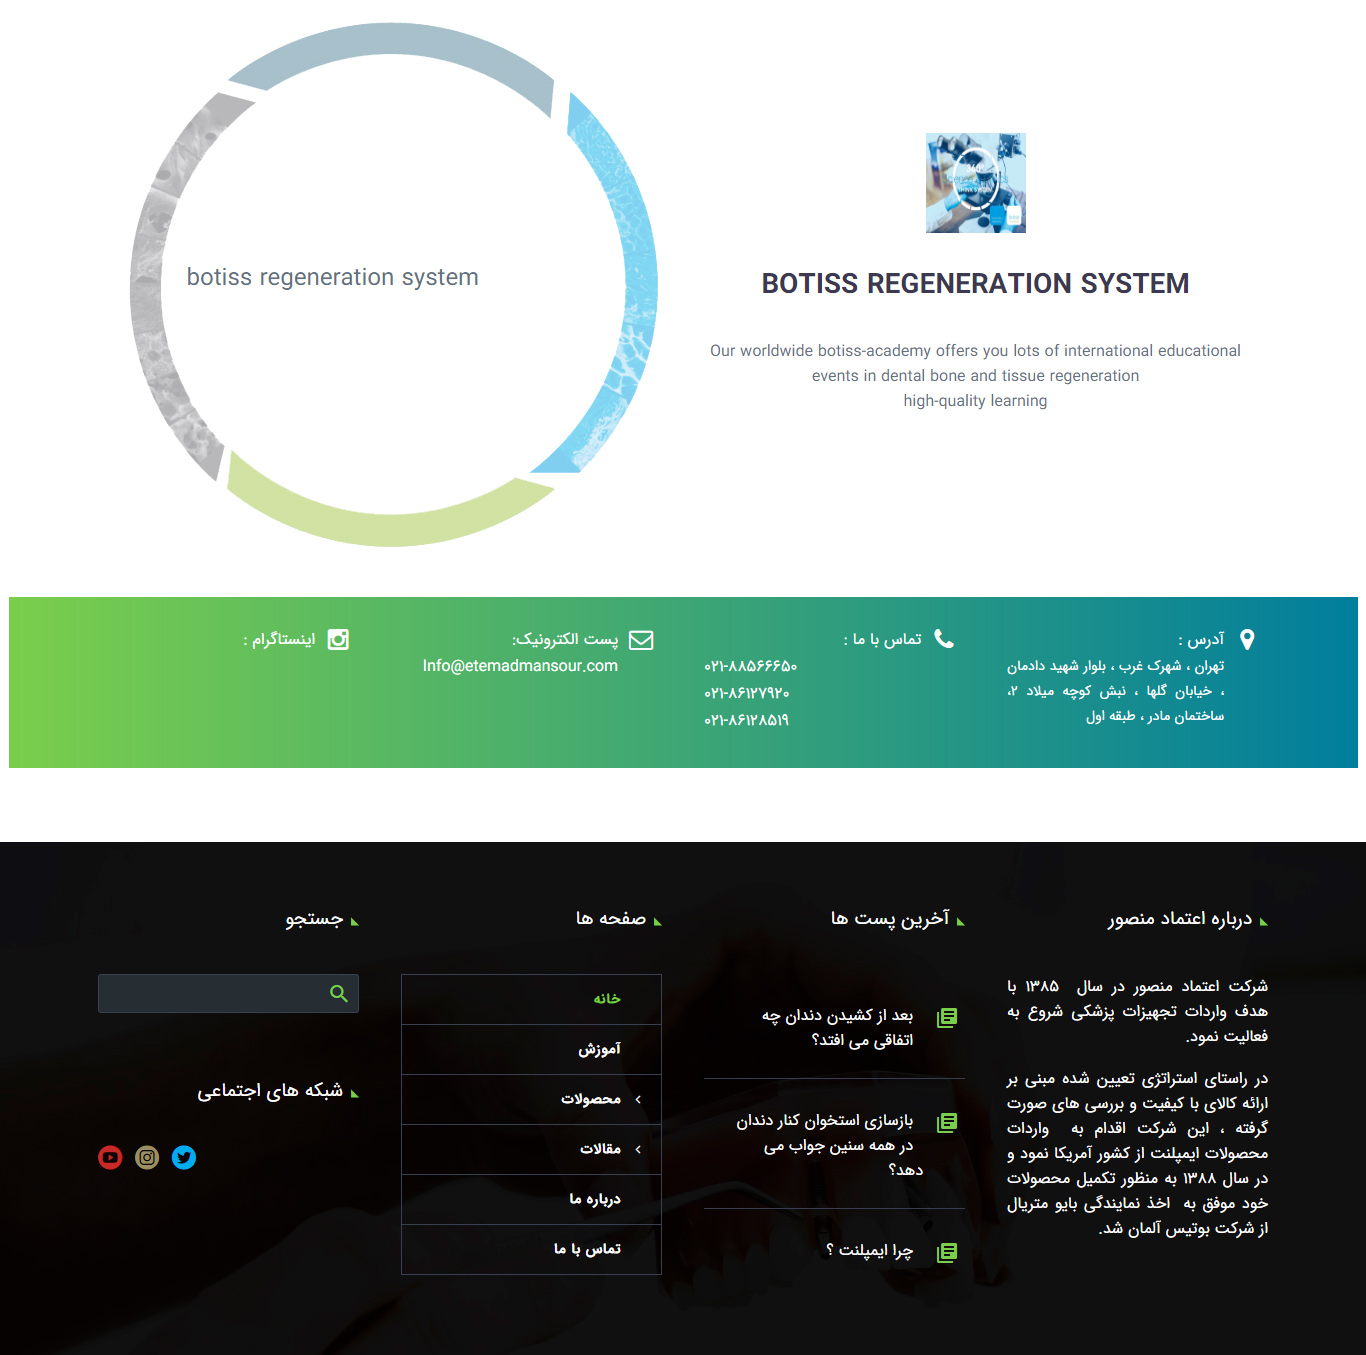 botiss regeneration system
360°
BOTISS REGENERATION SYSTEM
Our worldwide botiss-academy offers you lots of international educational
events in dental bone and tissue regeneration
high-quality learning
آدرس :
تهران ، شهرک غرب ، بلوار شهید دادمان
، خیابان گلها ، نبش کوچه میلاد ۲،
ساختمان مادر ، طبقه اول
تماس با ما :
۰۲۱-۸۸۵۶۶۶۵۰
۰۲۱-۸۶۱۲۷۹۲۰
۰۲۱-۸۶۱۲۸۵۱۹
پست الکترونیک:
Info@etemadmansour.com
اینستاگرام :
درباره اعتماد منصور
شرکت اعتماد منصور در سال ۱۳۸۵ با
هدف واردات تجهیزات پزشکی شروع به
فعالیت نمود.
در راستای استراتژی تعیین شده مبنی بر
ارائه کالای با کیفیت و بررسی های صورت
گرفته ، این شرکت اقدام به واردات
محصولات ایمپلنت از کشور آمریکا نمود و
در سال ۱۳۸۸ به منظور تکمیل محصولات
خود موفق به اخذ نمایندگی بایو متریال
از شرکت بوتیس آلمان شد.
آخرین پست ها
بعد از کشیدن دندان چه
اتفاقی می افتد؟
بازسازی استخوان کنار دندان
در همه سنین جواب می
دهد؟
چرا ایمپلنت ؟
صفحه ها
خانه
آموزش
محصولات
مقالات
درباره ما
تماس با ما
جستجو
شبکه های اجتماعی